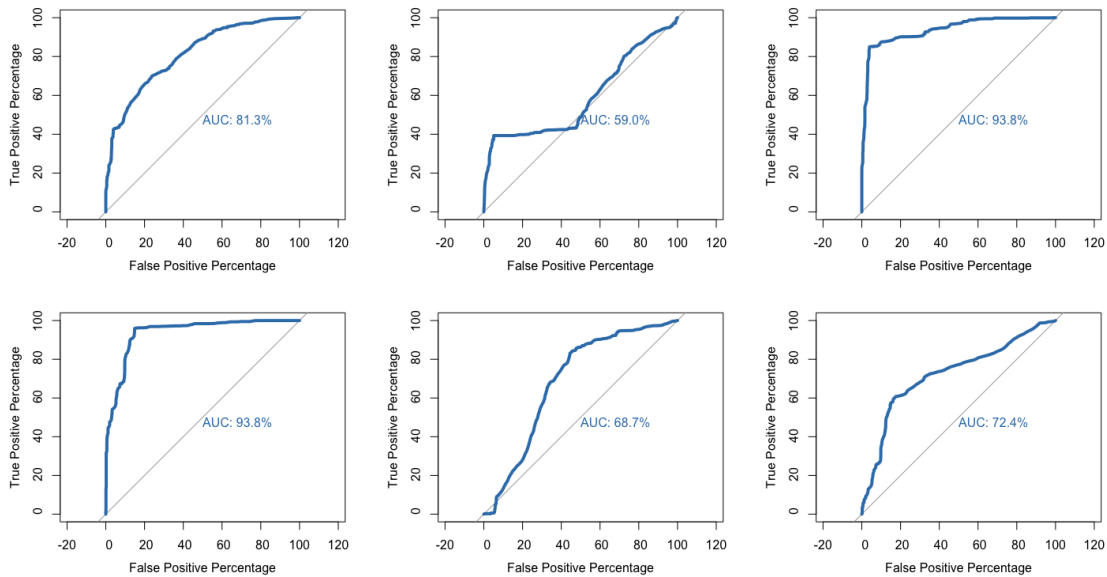 100
80
60
40
20
0
True Positive Percentage
AUC: 81.3%
-20 0 20 40 60 80 100 120
False Positive Percentage
100
80
60
40
20
0
True Positive Percentage
AUC: 59.0%
-20 0 20 40 60 80 100 120
False Positive Percentage
100
80
60
40
20
0
True Positive Percentage
AUC: 93.8%
-20 0 20 40 60 80 100 120
False Positive Percentage
100
80
60
40
20
0
True Positive Percentage
AUC: 93.8%
-20 0 20 40 60 80 100 120
False Positive Percentage
100
80
60
40
20
0
True Positive Percentage
AUC: 68.7%
-20 0 20 40 60 80 100 120
False Positive Percentage
100
80
60
40
20
0
True Positive Percentage
AUC: 72.4%
-20 0 20 40 60 80 100 120
False Positive Percentage